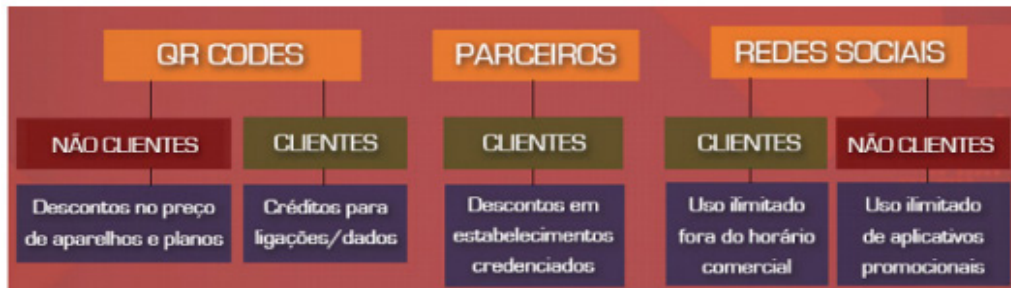 QR CODES
PARCEIROS
REDES SOCIAIS
NÃO CLIENTES
CLIENTES
CLIENTES
CLIENTES
NÃO CLIENTES
Descontos no preço
de aparelhos e planos
Créditos para
ligações/dados
Descontos em
estabelecimentos
credenciados
Uso ilimitado
fora do horário
comercial
Uso ilimitado
de aplicativos
promocionais